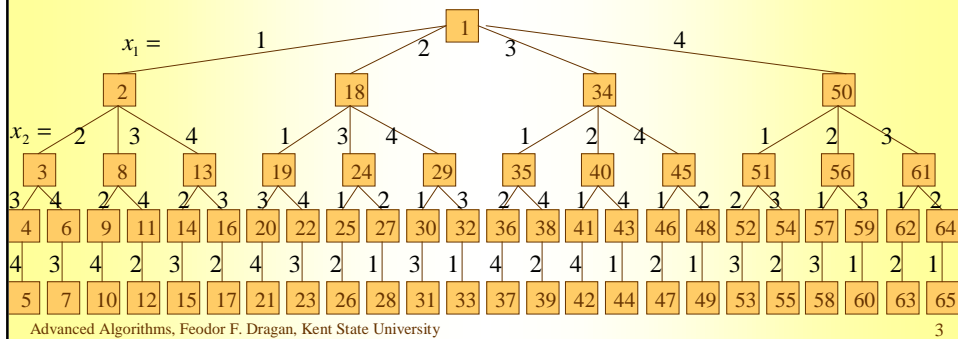 1
x₁ = 1 2 3 4
2 18 34 50
x₂ = 2 3 4 1 3 4 1 2 4 1 2 3
3 8 13 19 24 29 35 40 45 51 56 61
3 4 2 4 2 3 3 4 1 2 1 3 2 4 1 4 1 2 2 3 1 3 1 2
4 6 9 11 14 16 20 22 25 27 30 32 36 38 41 43 46 48 52 54 57 59 62 64
4 3 4 2 3 2 4 3 2 1 3 1 4 2 4 1 2 1 3 2 3 1 2 1
5 7 10 12 15 17 21 23 26 28 31 33 37 39 42 44 47 49 53 55 58 60 63 65
Advanced Algorithms, Feodor F. Dragan, Kent State University 3